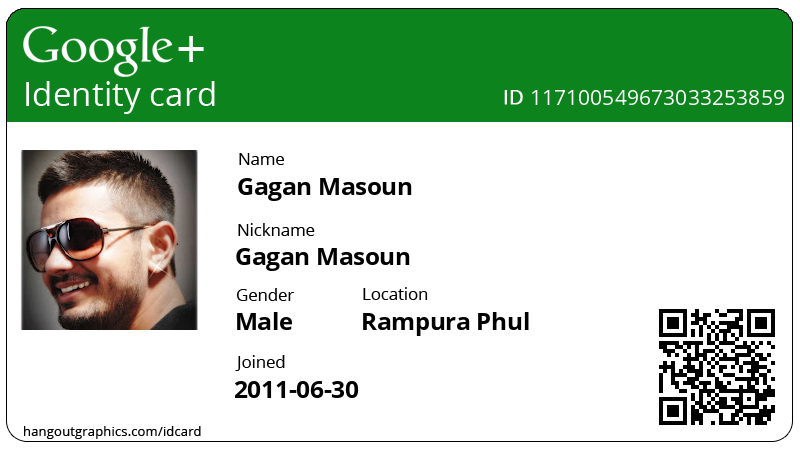 Google+
Identity card
ID 117100549673033253859
Name
Gagan Masoun
Nickname
Gagan Masoun
Gender Location
Male Rampura Phul
Joined
2011-06-30
hangoutgraphics.com/idcard